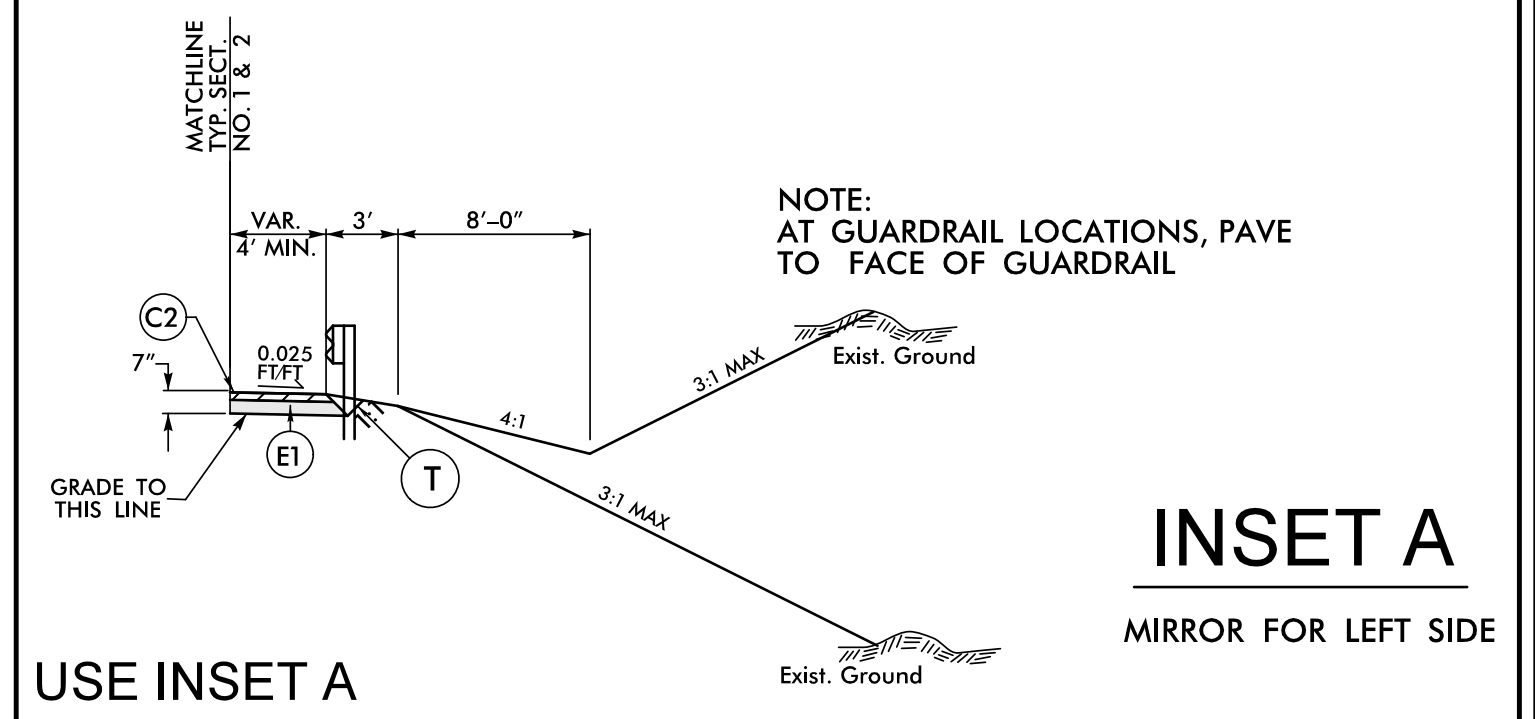 MATCHLINE
TYP. SECT.
NO. 1 & 2
VAR.
4' MIN.
3'
8'–0"
NOTE:
AT GUARDRAIL LOCATIONS, PAVE
TO FACE OF GUARDRAIL
C2
7"
0.025
FT/FT
Exist. Ground
3:1 MAX
4:1
E1
T
GRADE TO
THIS LINE
3:1 MAX
INSET A
MIRROR FOR LEFT SIDE
Exist. Ground
USE INSET A